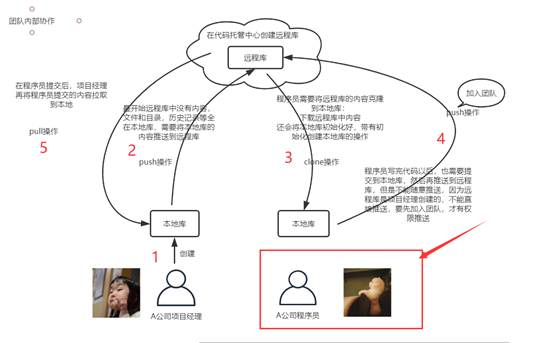 团队内部协作
在代码托管中心创建远程库
远程库
在程序员提交后，项目经理
再将程序员提交的内容拉取
到本地
pull操作
5
最开始远程库中没有内容，
文件和目录，历史记录等全
在本地库，需要将本地库的
内容推送到远程库
2
push操作
程序员需要将远程库的内容克隆
到本地库：
下载远程库中内容
还会将本地库初始化好，带有初
始化创建本地库的操作
3
clone操作
加入团队
push操作
4
程序员写完代码以后，也需要提
交到本地库，然后再推送到远程
库，但是不能随意推送，因为远
程库是项目经理创建的，不能直
接推送，要先加入团队，才有权
限推送
本地库
本地库
1
创建
A公司项目经理
A公司程序员